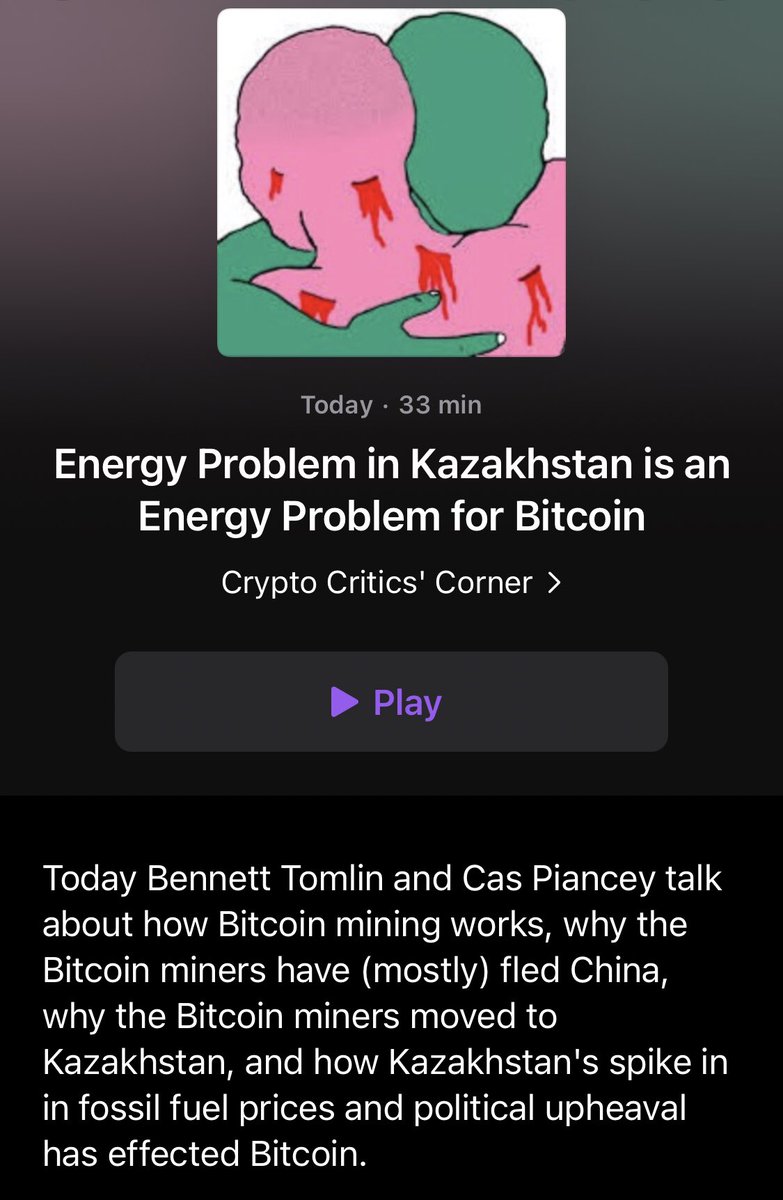 Today · 33 min
Energy Problem in Kazakhstan is an
Energy Problem for Bitcoin
Crypto Critics' Corner >
Play
Today Bennett Tomlin and Cas Piancey talk
about how Bitcoin mining works, why the
Bitcoin miners have (mostly) fled China,
why the Bitcoin miners moved to
Kazakhstan, and how Kazakhstan's spike in
in fossil fuel prices and political upheaval
has effected Bitcoin.